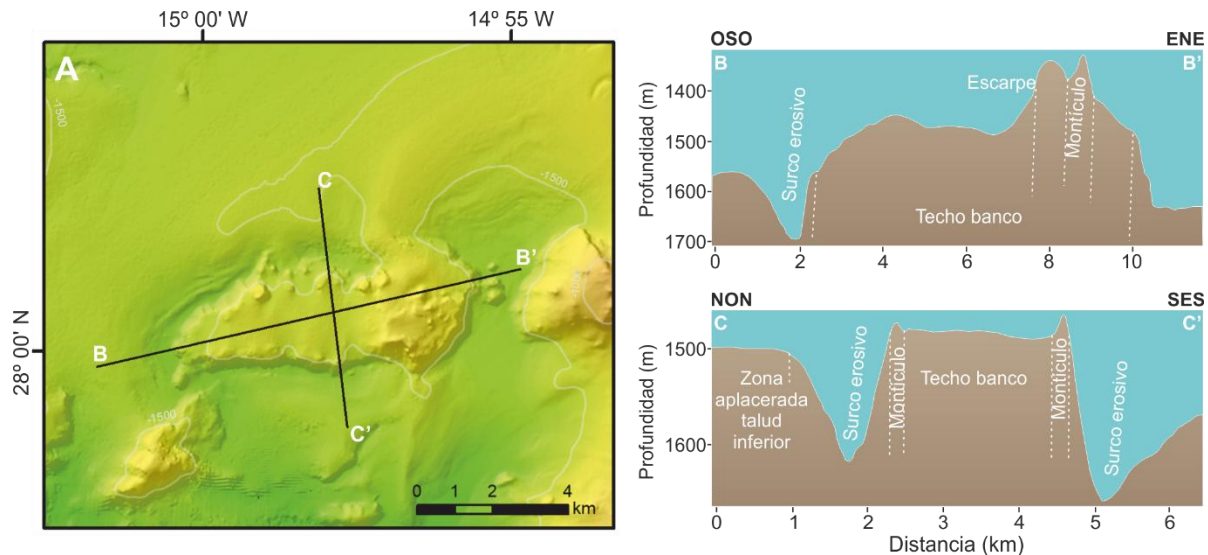 15º 00' W
14º 55' W
A
-1500
-1500
C
B'
28º 00' N
B
-1500
C'
0 1 2 4
km
OSO ENE
B B'
Profundidad (m)
1400
1500
1600
1700
Surco erosivo
Escarpe
Montículo
Techo banco
0 2 4 6 8 10
NON SES
C C'
Profundidad (m)
1500
1600
Zona
aplacerada
talud
inferior
Surco erosivo
Montículo
Techo banco
Montículo
Surco erosivo
0 1 2 3 4 5 6
Distancia (km)